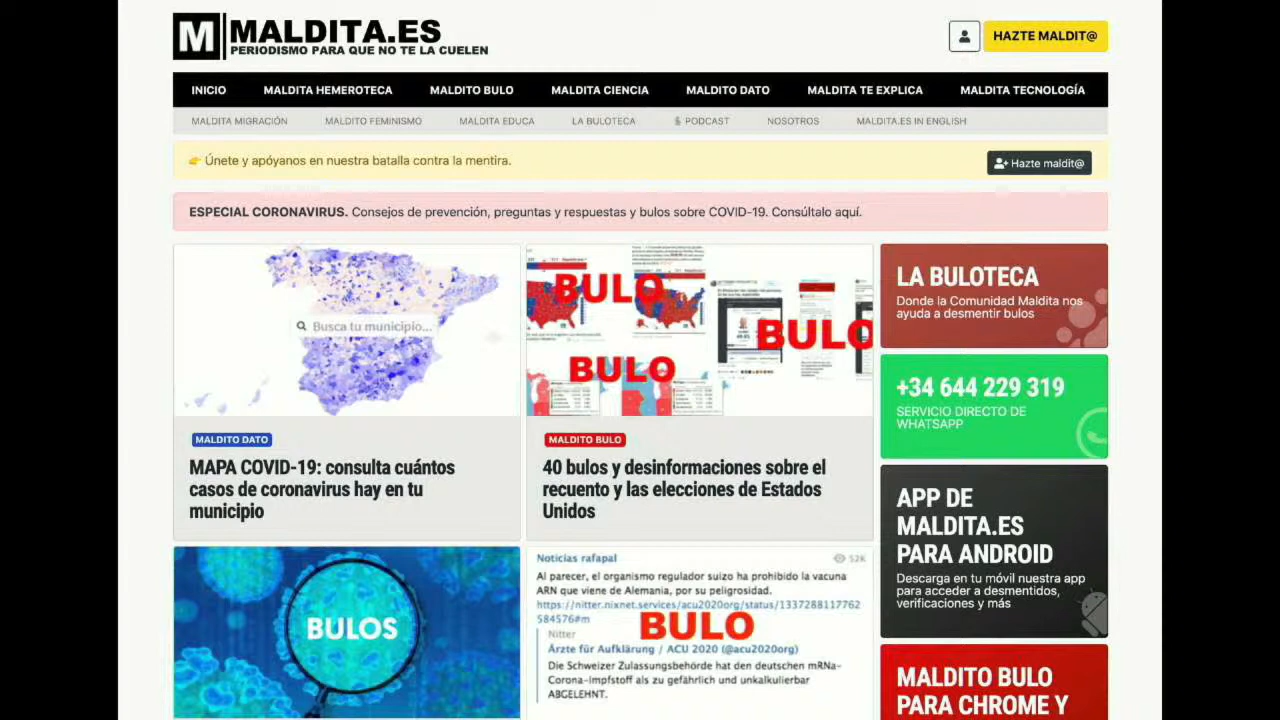 M MALDITA.ES
PERIODISMO PARA QUE NO TE LA CUELEN
HAZTE MALDIT@
INICIO MALDITA HEMEROTECA MALDITO BULO MALDITA CIENCIA MALDITO DATO MALDITA TE EXPLICA MALDITA TECNOLOGÍA
MALDITA MIGRACIÓN MALDITO FEMINISMO MALDITA EDUCA LA BULOTECA PODCAST NOSOTROS MALDITA.ES IN ENGLISH
👉 Únete y apóyanos en nuestra batalla contra la mentira.
Hazte maldit@
ESPECIAL CORONAVIRUS. Consejos de prevención, preguntas y respuestas y bulos sobre COVID-19. Consúltalo aquí.
Busca tu municipio...
MALDITO DATO
MAPA COVID-19: consulta cuántos
casos de coronavirus hay en tu
municipio
BULO
BULO
BULO
MALDITO BULO
40 bulos y desinformaciones sobre el
recuento y las elecciones de Estados
Unidos
LA BULOTECA
Donde la Comunidad Maldita nos
ayuda a desmentir bulos
+34 644 229 319
SERVICIO DIRECTO DE
WHATSAPP
APP DE
MALDITA.ES
PARA ANDROID
Descarga en tu móvil nuestra app
para acceder a desmentidos,
verificaciones y más
MALDITO BULO
PARA CHROME Y
BULOS
Noticias rafapal 52K
Al parecer, el organismo regulador suizo ha prohibido la vacuna
ARN que viene de Alemania, por su peligrosidad.
https://nitter.nixnet.services/acu2020org/status/1337288117762
584576#m
Nitter
BULO
Ärzte für Aufklärung / ACU 2020 (@acu2020org)
Die Schweizer Zulassungsbehörde hat den deutschen mRNa-
Corona-Impfstoff als zu gefährlich und unkalkulierbar
ABGELEHNT.